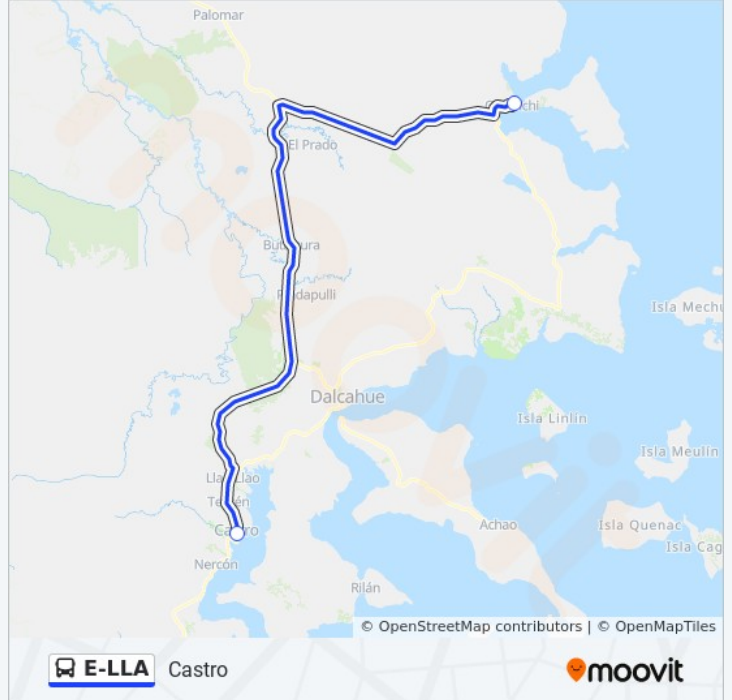 Palomar
El Prado
Isla Mechu
Dalcahue
Isla Linlín
Isla Meulín
Achao
Isla Quenac
Isla Cag
Nercón
Rilán
© OpenStreetMap contributors | © OpenMapTiles
E-LLA Castro
moovit